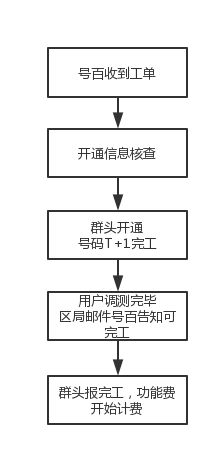 号百收到工单
开通信息核查
群头开通
号码T+1完工
用户调测完毕
区局邮件号百告知可
完工
群头报完工，功能费
开始计费